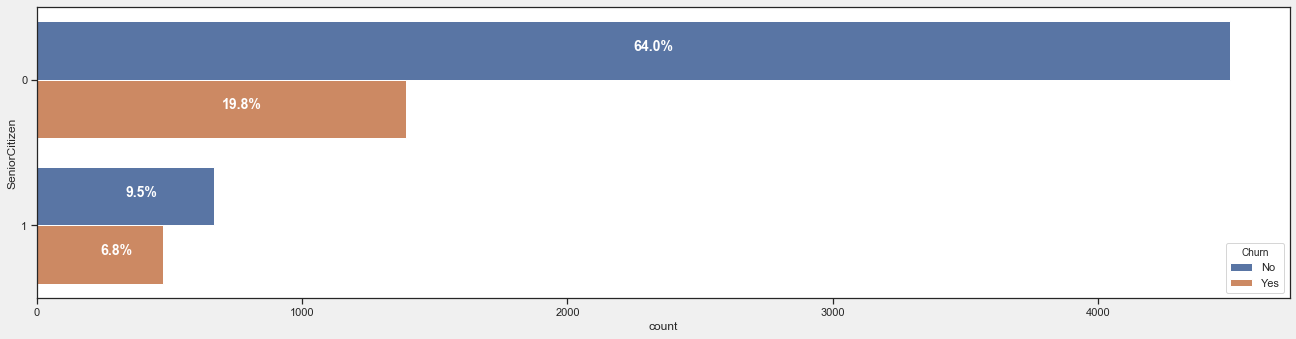 64.0%
0
19.8%
SeniorCitizen
9.5%
1
6.8%
Churn
No
Yes
0 1000 2000 3000 4000
count